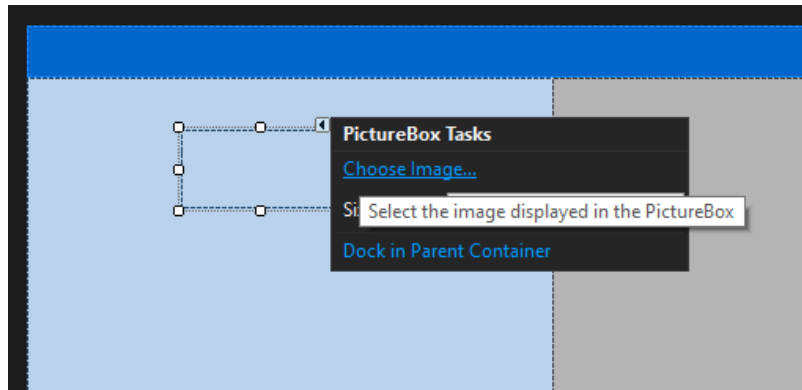 PictureBox Tasks
Choose Image...
Select the image displayed in the PictureBox
Dock in Parent Container